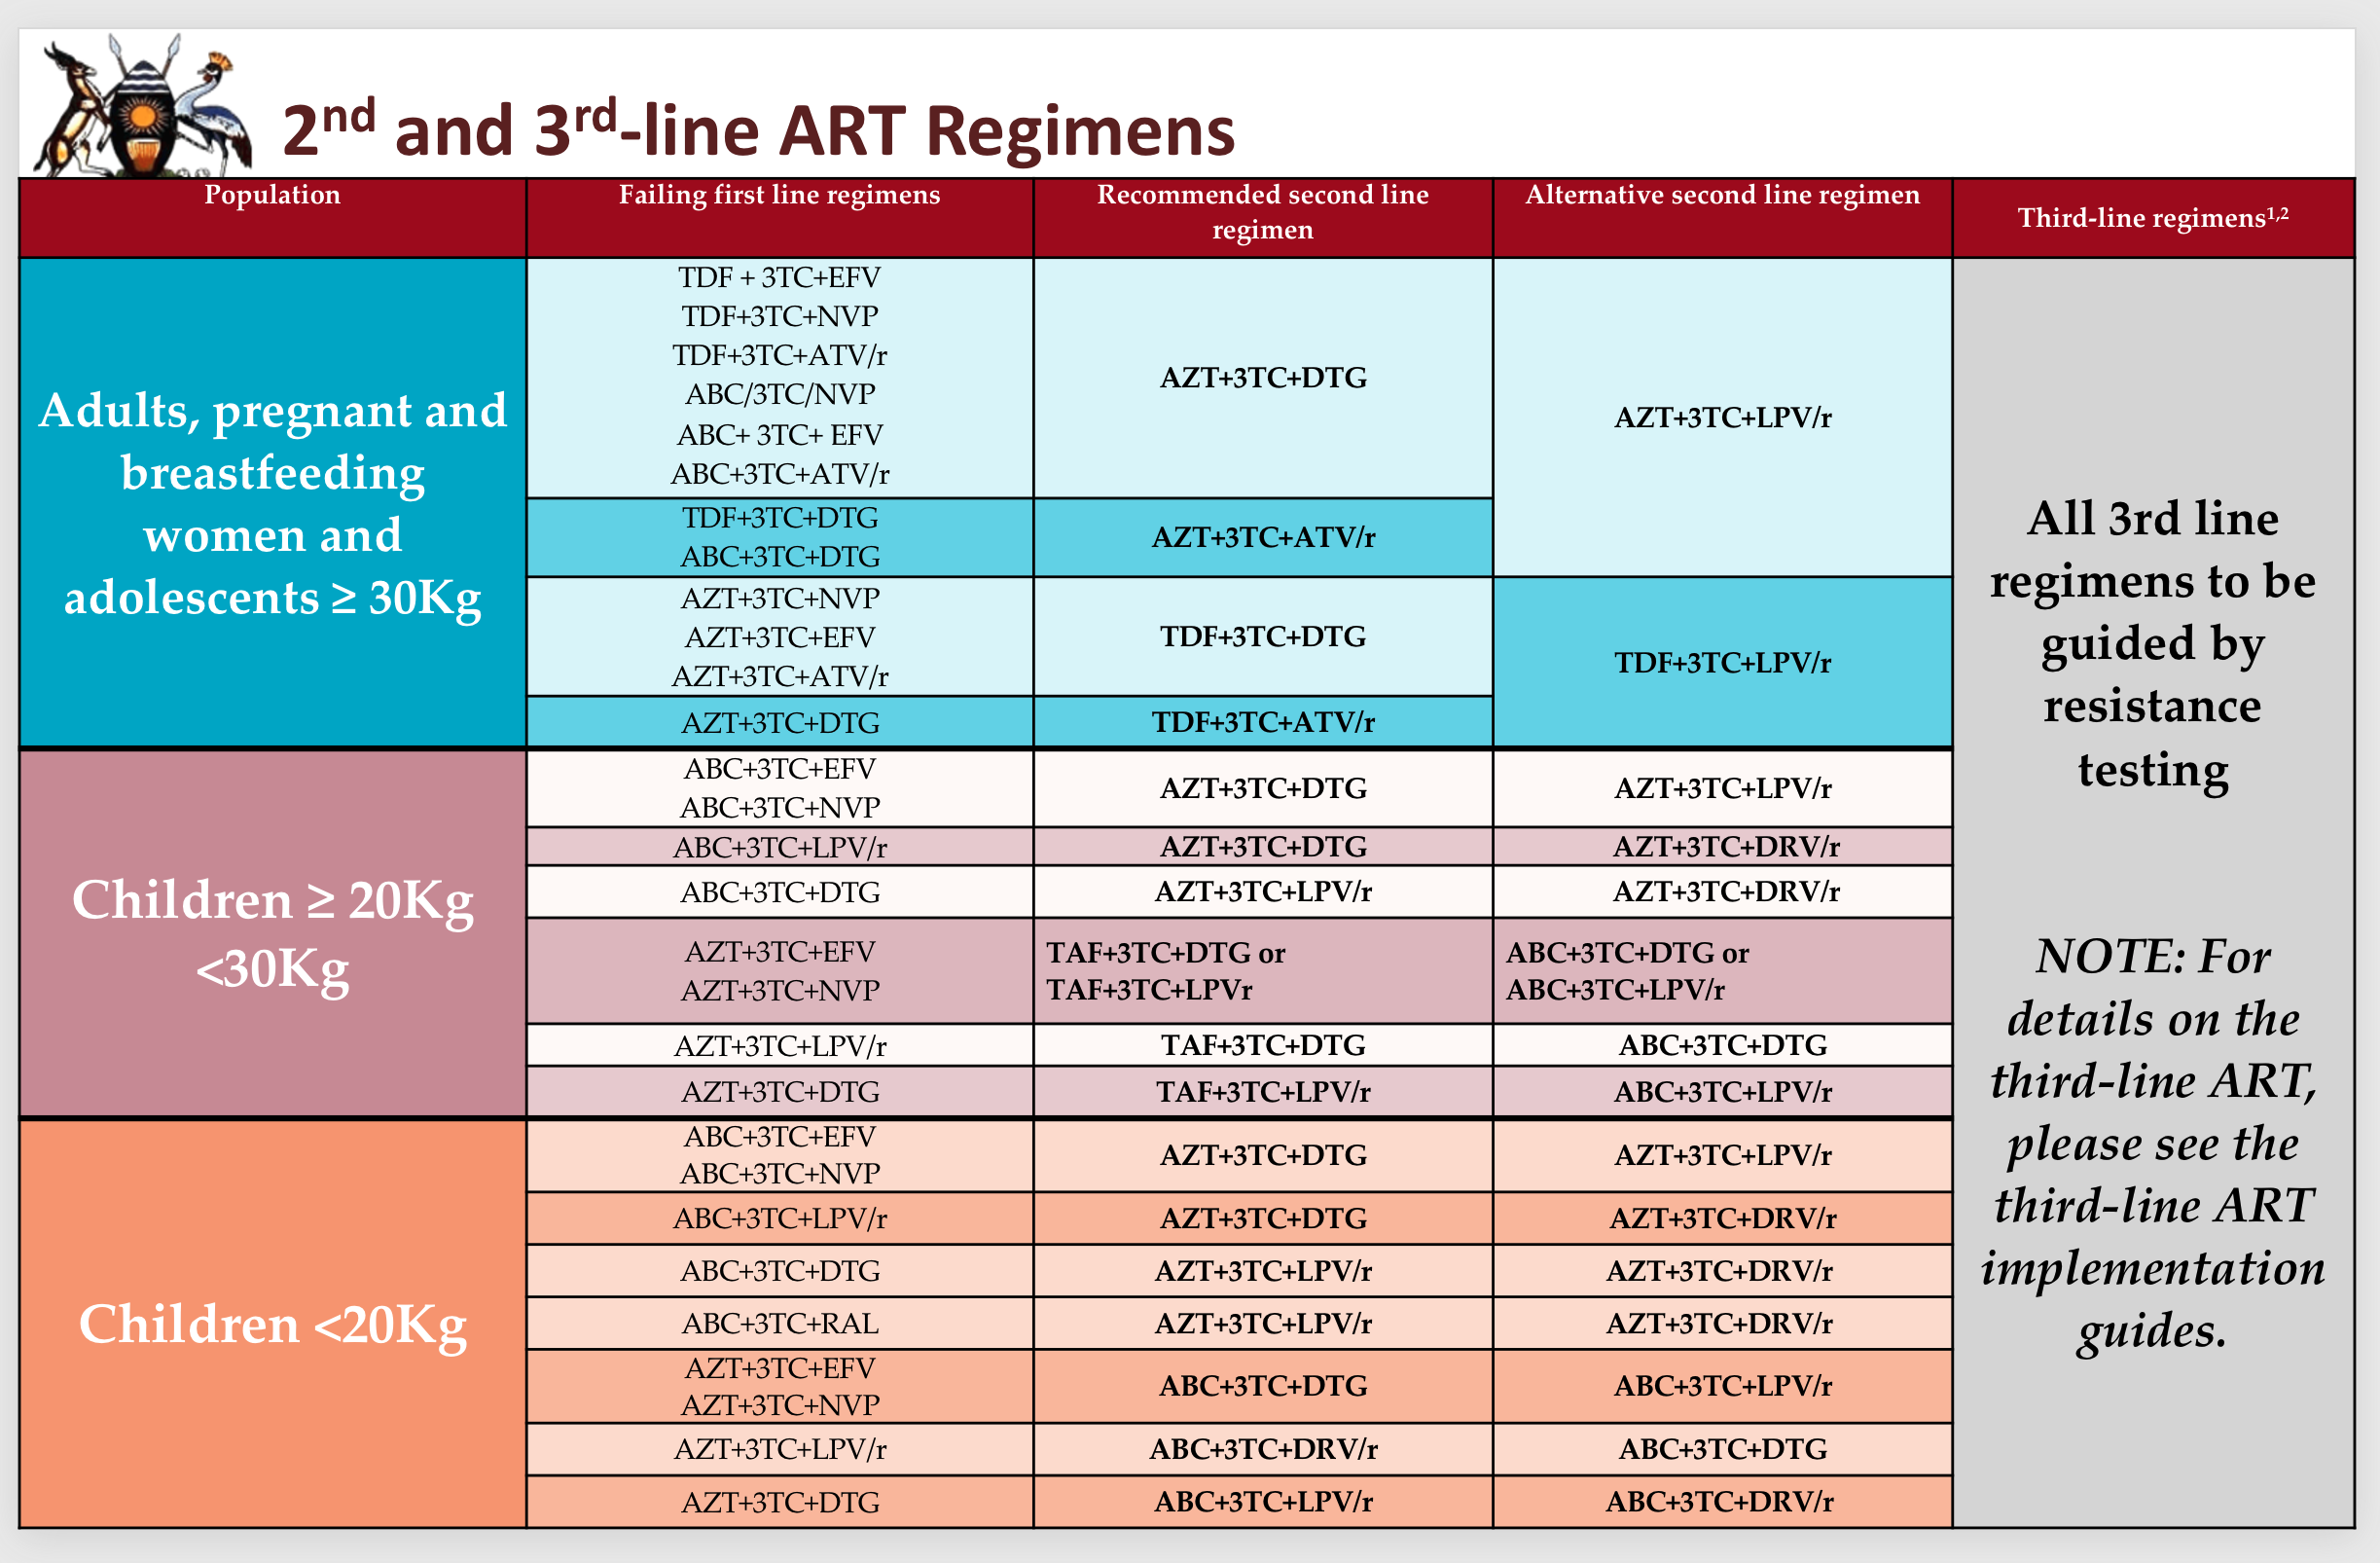 2nd and 3rd-line ART Regimens
Population
Failing first line regimens
Recommended second line
regimen
Alternative second line regimen
Third-line regimens1,2
Adults, pregnant and
breastfeeding
women and
adolescents ≥ 30Kg
TDF + 3TC+EFV
TDF+3TC+NVP
TDF+3TC+ATV/r
ABC/3TC/NVP
ABC+ 3TC+ EFV
ABC+3TC+ATV/r
AZT+3TC+DTG
AZT+3TC+LPV/r
TDF+3TC+DTG
ABC+3TC+DTG
AZT+3TC+ATV/r
AZT+3TC+NVP
AZT+3TC+EFV
AZT+3TC+ATV/r
TDF+3TC+DTG
TDF+3TC+LPV/r
AZT+3TC+DTG
TDF+3TC+ATV/r
Children ≥ 20Kg
<30Kg
ABC+3TC+EFV
ABC+3TC+NVP
AZT+3TC+DTG
AZT+3TC+LPV/r
ABC+3TC+LPV/r
AZT+3TC+DTG
AZT+3TC+DRV/r
ABC+3TC+DTG
AZT+3TC+LPV/r
AZT+3TC+DRV/r
AZT+3TC+EFV
AZT+3TC+NVP
TAF+3TC+DTG or
TAF+3TC+LPVr
ABC+3TC+DTG or
ABC+3TC+LPV/r
AZT+3TC+LPV/r
TAF+3TC+DTG
ABC+3TC+DTG
AZT+3TC+DTG
TAF+3TC+LPV/r
ABC+3TC+LPV/r
Children <20Kg
ABC+3TC+EFV
ABC+3TC+NVP
AZT+3TC+DTG
AZT+3TC+LPV/r
ABC+3TC+LPV/r
AZT+3TC+DTG
AZT+3TC+DRV/r
ABC+3TC+DTG
AZT+3TC+LPV/r
AZT+3TC+DRV/r
ABC+3TC+RAL
AZT+3TC+LPV/r
AZT+3TC+DRV/r
AZT+3TC+EFV
AZT+3TC+NVP
ABC+3TC+DTG
ABC+3TC+LPV/r
AZT+3TC+LPV/r
ABC+3TC+DRV/r
ABC+3TC+DTG
AZT+3TC+DTG
ABC+3TC+LPV/r
ABC+3TC+DRV/r
All 3rd line
regimens to be
guided by
resistance
testing
NOTE: For
details on the
third-line ART,
please see the
third-line ART
implementation
guides.